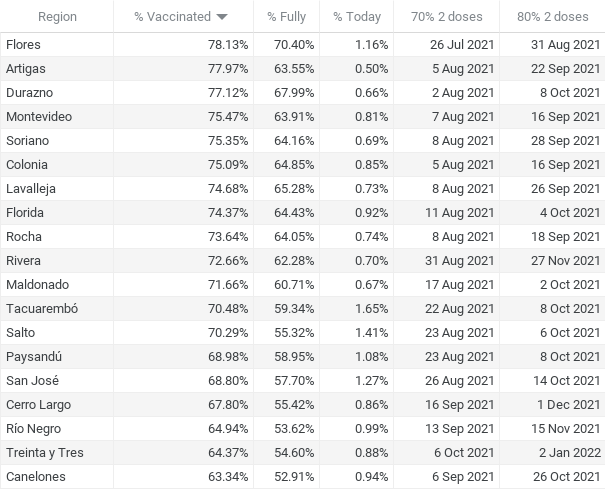 Region % Vaccinated % Fully % Today 70% 2 doses 80% 2 doses
Flores 78.13% 70.40% 1.16% 26 Jul 2021 31 Aug 2021
Artigas 77.97% 63.55% 0.50% 5 Aug 2021 22 Sep 2021
Durazno 77.12% 67.99% 0.66% 2 Aug 2021 8 Oct 2021
Montevideo 75.47% 63.91% 0.81% 7 Aug 2021 16 Sep 2021
Soriano 75.35% 64.16% 0.69% 8 Aug 2021 28 Sep 2021
Colonia 75.09% 64.85% 0.85% 5 Aug 2021 16 Sep 2021
Lavalleja 74.68% 65.28% 0.73% 8 Aug 2021 26 Sep 2021
Florida 74.37% 64.43% 0.92% 11 Aug 2021 4 Oct 2021
Rocha 73.64% 64.05% 0.74% 8 Aug 2021 18 Sep 2021
Rivera 72.66% 62.28% 0.70% 31 Aug 2021 27 Nov 2021
Maldonado 71.66% 60.71% 0.67% 17 Aug 2021 2 Oct 2021
Tacuarembó 70.48% 59.34% 1.65% 22 Aug 2021 8 Oct 2021
Salto 70.29% 55.32% 1.41% 23 Aug 2021 6 Oct 2021
Paysandú 68.98% 58.95% 1.08% 23 Aug 2021 8 Oct 2021
San José 68.80% 57.70% 1.27% 26 Aug 2021 14 Oct 2021
Cerro Largo 67.80% 55.42% 0.86% 16 Sep 2021 1 Dec 2021
Río Negro 64.94% 53.62% 0.99% 13 Sep 2021 15 Nov 2021
Treinta y Tres 64.37% 54.60% 0.88% 6 Oct 2021 2 Jan 2022
Canelones 63.34% 52.91% 0.94% 6 Sep 2021 26 Oct 2021